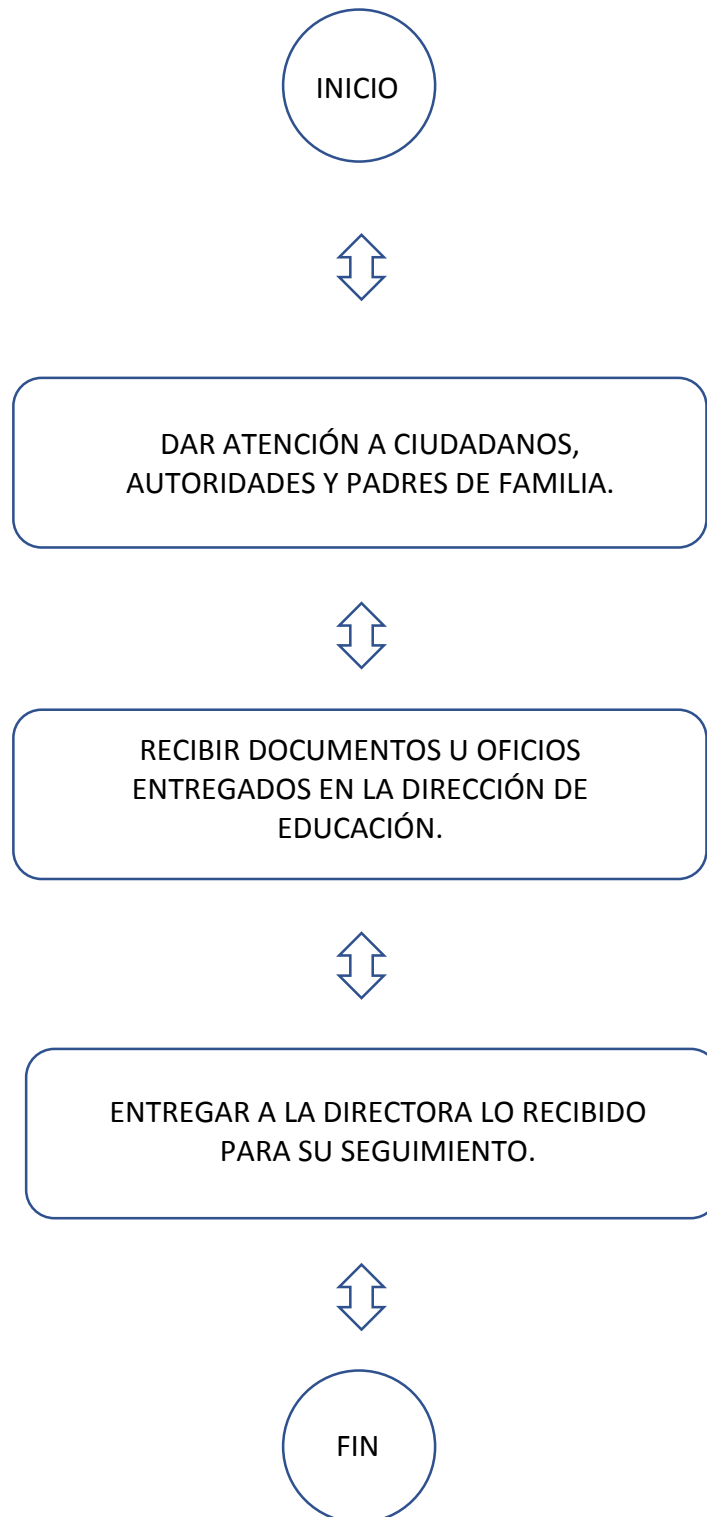 INICIO
DAR ATENCIÓN A CIUDADANOS,
AUTORIDADES Y PADRES DE FAMILIA.
RECIBIR DOCUMENTOS U OFICIOS
ENTREGADOS EN LA DIRECCIÓN DE
EDUCACIÓN.
ENTREGAR A LA DIRECTORA LO RECIBIDO
PARA SU SEGUIMIENTO.
FIN